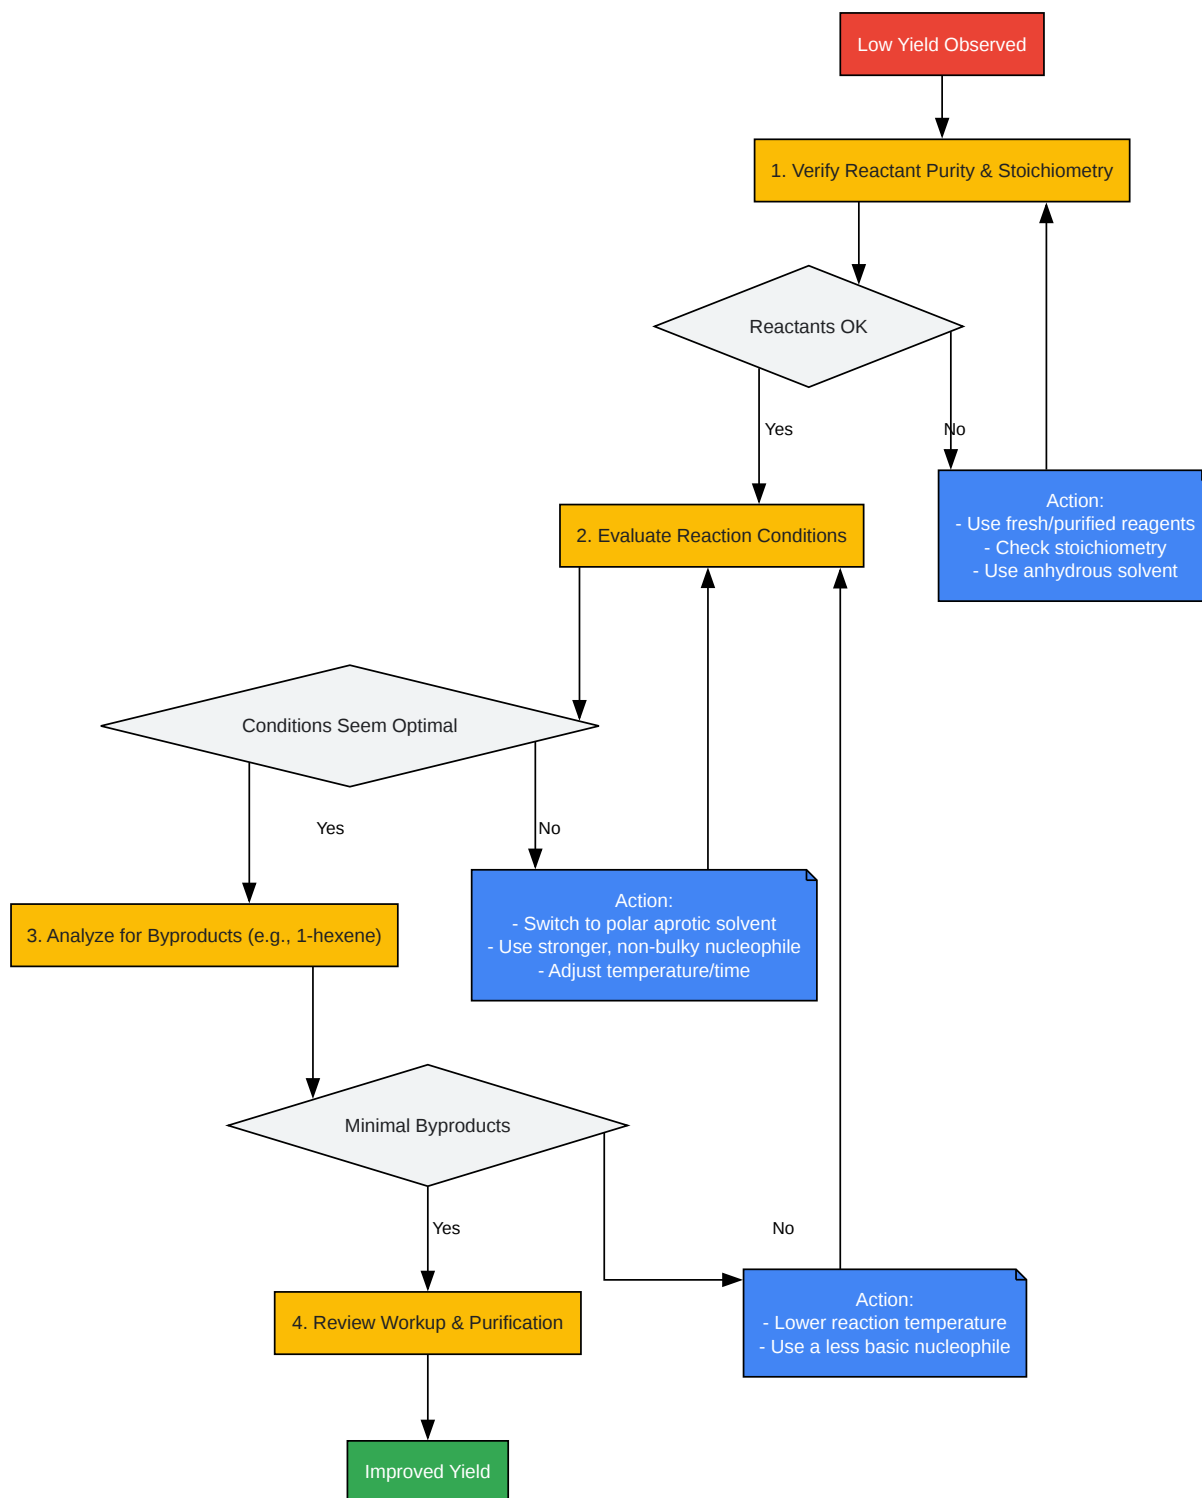 Low Yield Observed
1. Verify Reactant Purity & Stoichiometry
Reactants OK
Yes
No
Action:
- Use fresh/purified reagents
- Check stoichiometry
- Use anhydrous solvent
2. Evaluate Reaction Conditions
Conditions Seem Optimal
Yes
No
Action:
- Switch to polar aprotic solvent
- Use stronger, non-bulky nucleophile
- Adjust temperature/time
3. Analyze for Byproducts (e.g., 1-hexene)
Minimal Byproducts
Yes
No
Action:
- Lower reaction temperature
- Use a less basic nucleophile
4. Review Workup & Purification
Improved Yield